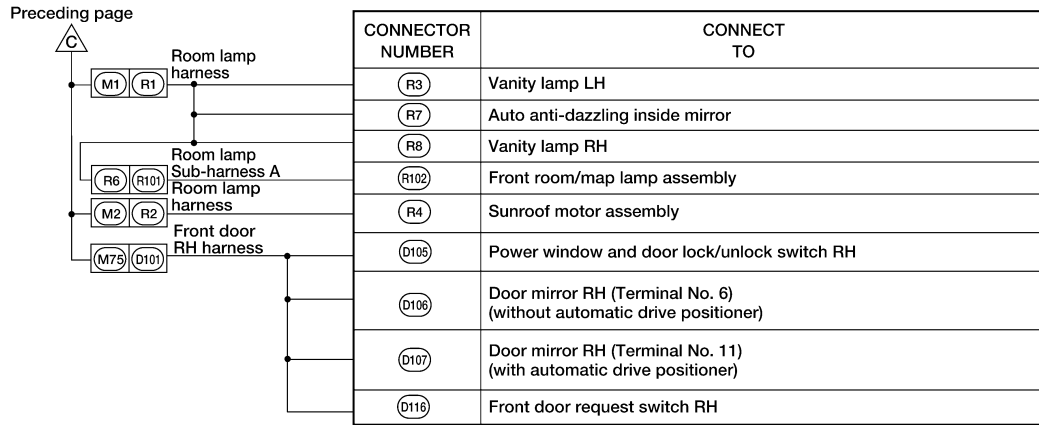 Preceding page
C
CONNECTOR
NUMBER
CONNECT
TO
Room lamp
harness
M1 R1
R3 Vanity lamp LH
R7 Auto anti-dazzling inside mirror
R8 Vanity lamp RH
Room lamp
Sub-harness A
R6 R101
R102 Front room/map lamp assembly
Room lamp
harness
M2 R2
R4 Sunroof motor assembly
Front door
RH harness
M75 D101
D105 Power window and door lock/unlock switch RH
D106
Door mirror RH (Terminal No. 6)
(without automatic drive positioner)
D107
Door mirror RH (Terminal No. 11)
(with automatic drive positioner)
D116 Front door request switch RH